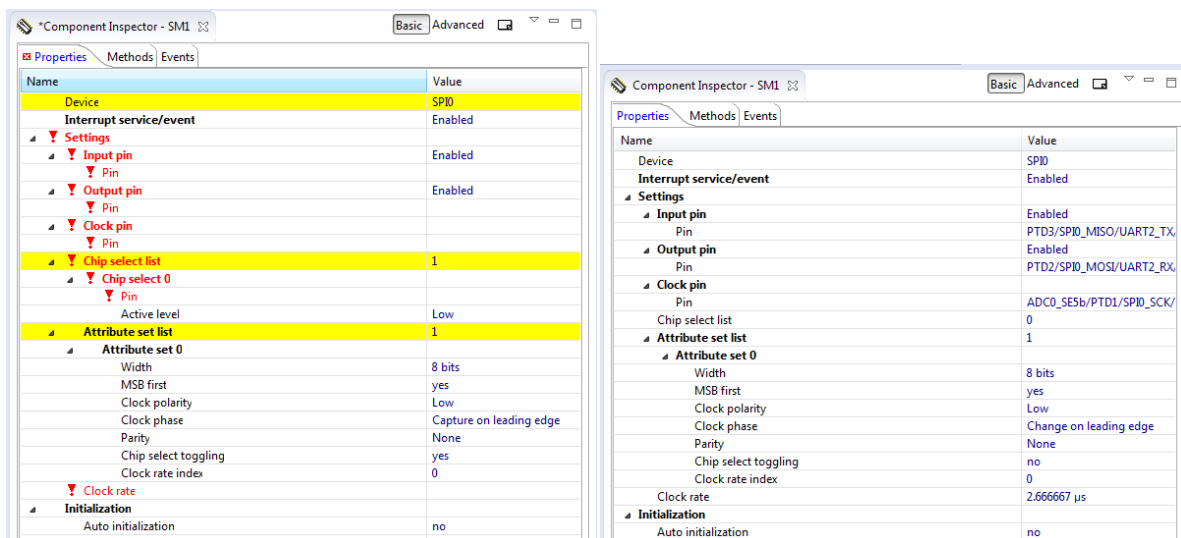 *Component Inspector - SM1
Basic Advanced
Properties Methods Events
Name Value
Device SPI0
Interrupt service/event Enabled
Settings
Input pin Enabled
Pin
Output pin Enabled
Pin
Clock pin
Pin
Chip select list 1
Chip select 0
Pin
Active level Low
Attribute set list 1
Attribute set 0
Width 8 bits
MSB first yes
Clock polarity Low
Clock phase Capture on leading edge
Parity None
Chip select toggling yes
Clock rate index 0
Clock rate
Initialization
Auto initialization no
Component Inspector - SM1
Basic Advanced
Properties Methods Events
Name Value
Device SPI0
Interrupt service/event Enabled
Settings
Input pin Enabled
Pin PTD3/SPI0_MISO/UART2_TX/
Output pin Enabled
Pin PTD2/SPI0_MOSI/UART2_RX/
Clock pin
Pin ADC0_SE5b/PTD1/SPI0_SCK/
Chip select list 0
Attribute set list 1
Attribute set 0
Width 8 bits
MSB first yes
Clock polarity Low
Clock phase Change on leading edge
Parity None
Chip select toggling no
Clock rate index 0
Clock rate 2.666667 µs
Initialization
Auto initialization no